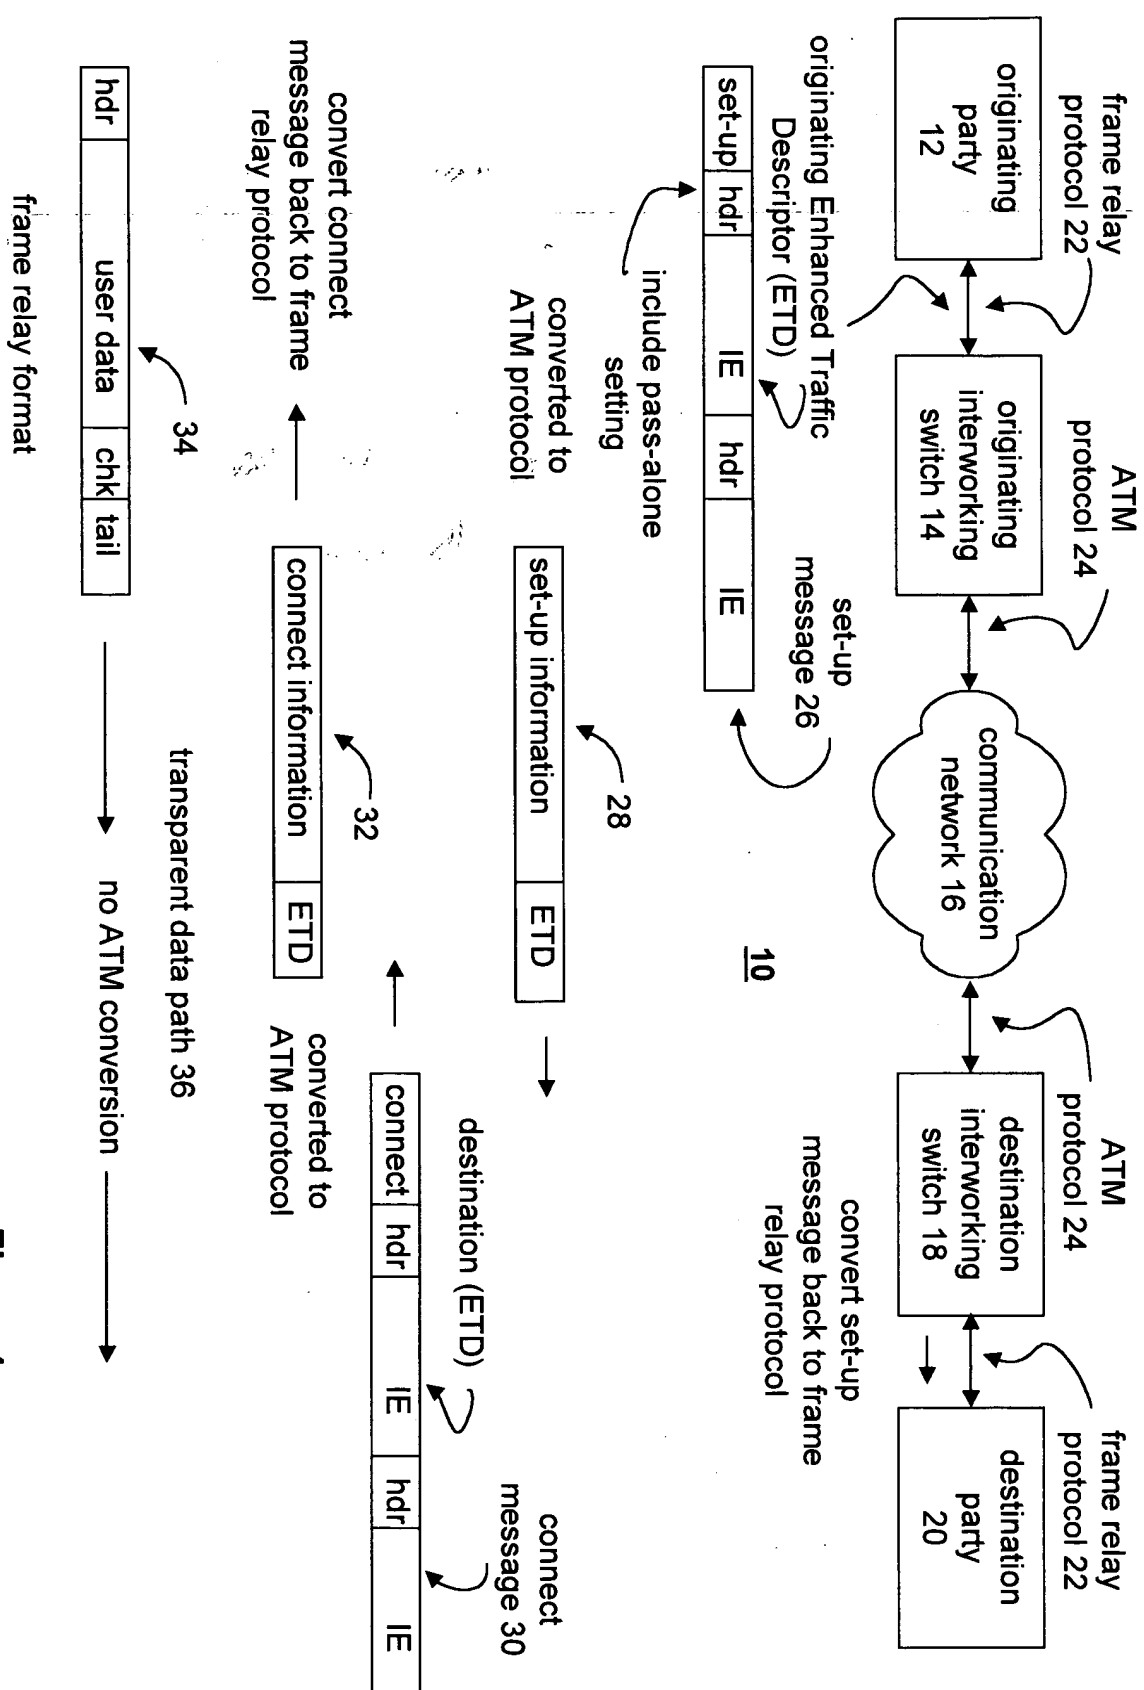 frame relay
protocol 22
ATM
protocol 24
ATM
protocol 24
frame relay
protocol 22
originating
party
12
originating
interworking
switch 14
communication
network 16
destination
interworking
switch 18
destination
party
20
originating Enhanced Traffic
Descriptor (ETD)
set-up
message 26
10
convert set-up
message back to frame
relay protocol
set-up hdr IE hdr IE
include pass-alone
setting
converted to
ATM protocol
28
set-up information ETD
destination (ETD)
connect
message 30
connect hdr IE hdr IE
convert connect
message back to frame
relay protocol
32
connect information ETD
converted to
ATM protocol
34
transparent data path 36
hdr user data chk tail
no ATM conversion
frame relay format